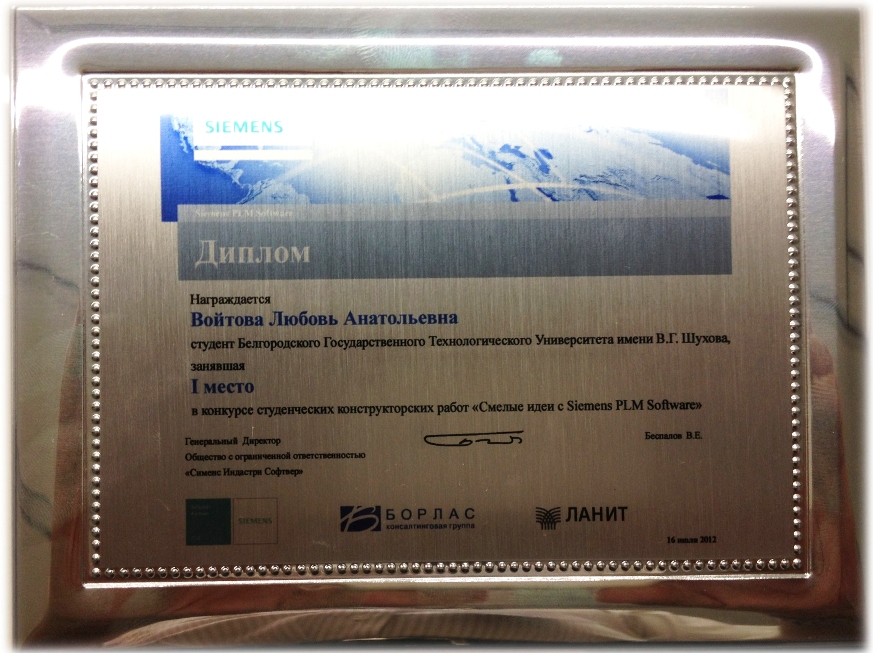 SIEMENS
Siemens PLM Software
Диплом
Награждается
Войтова Любовь Анатольевна
студент Белгородского Государственного Технологического Университета имени В.Г. Шухова,
занявшая
I место
в конкурсе студенческих конструкторских работ «Смелые идеи с Siemens PLM Software»
Генеральный Директор
Беспалов В.Е.
Общество с ограниченной ответственностью
«Сименс Индастри Софтвер»
SIEMENS
БОРЛАС
консалтинговая группа
ЛАНИТ
16 июля 2012